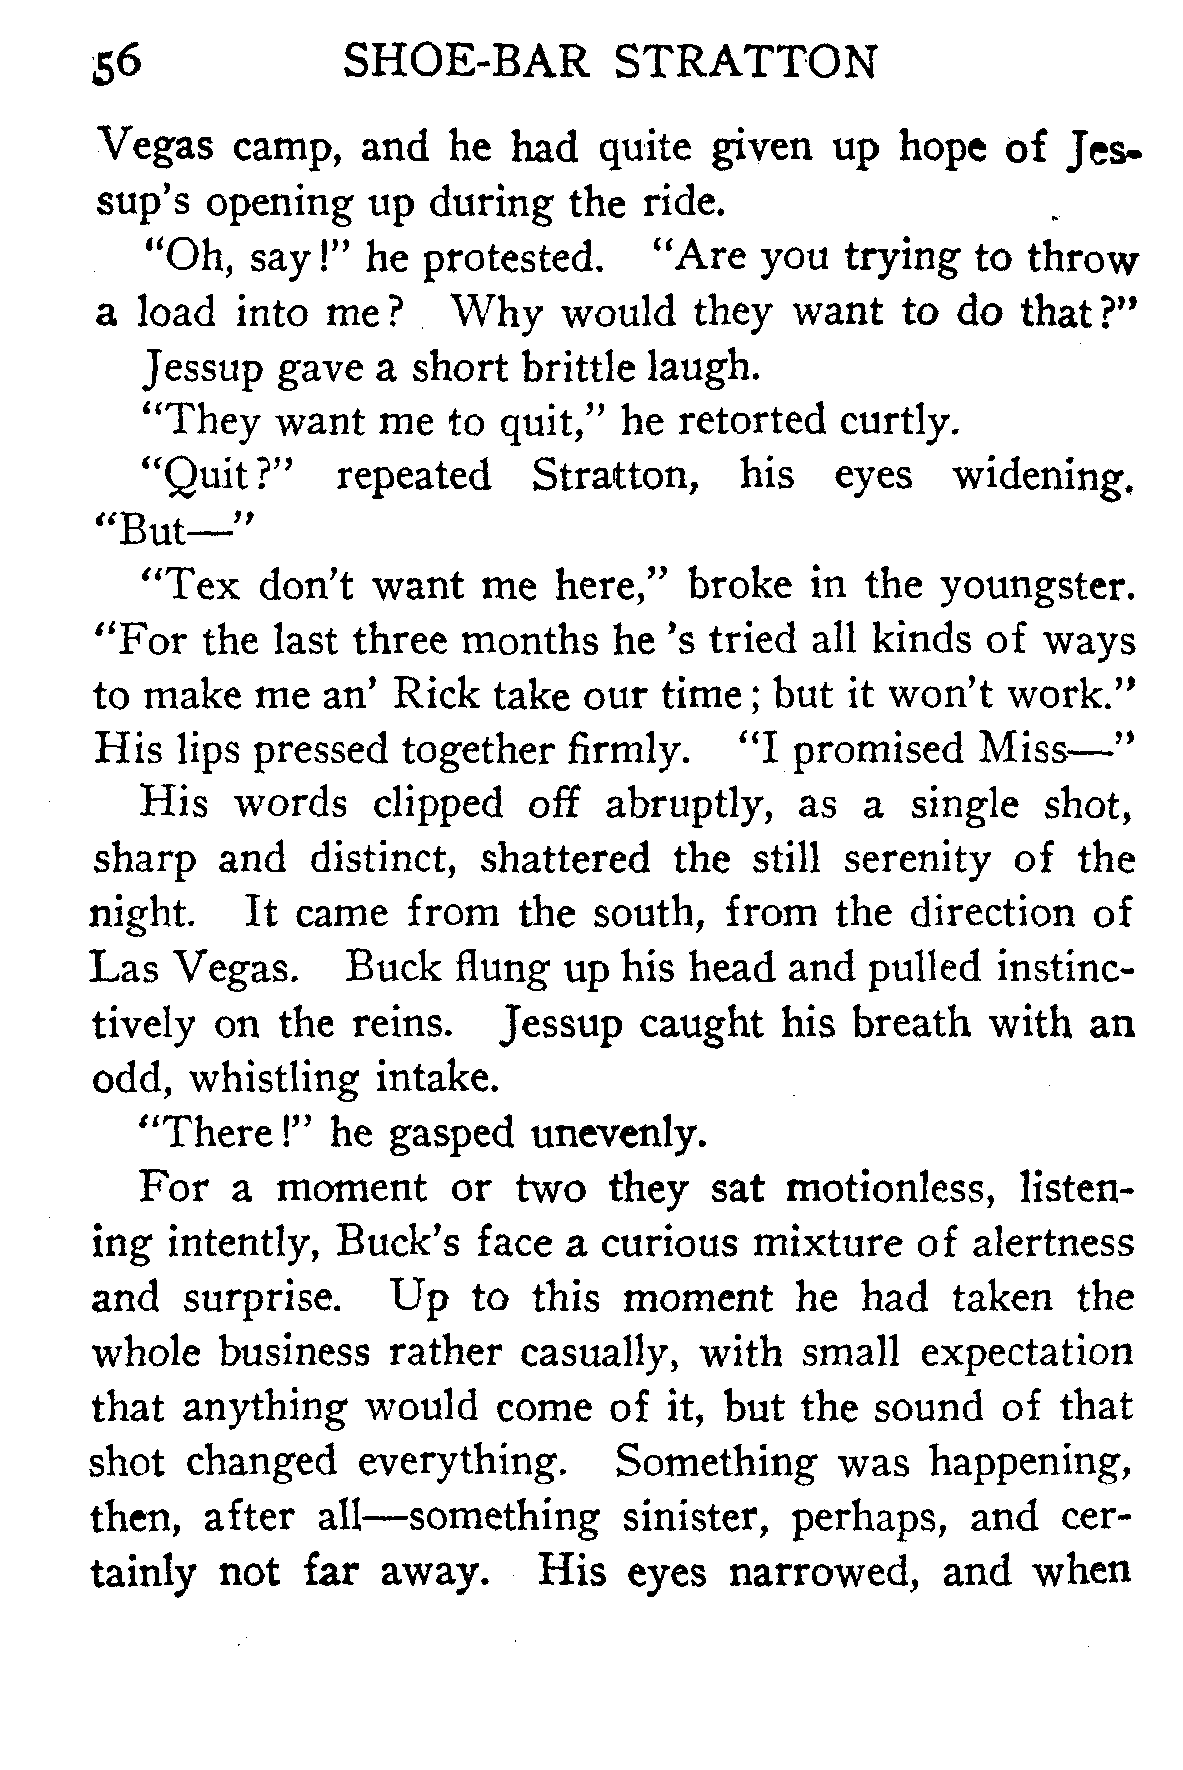 56 SHOE-BAR STRATTON
Vegas camp, and he had quite given up hope of Jes-
sup's opening up during the ride.
"Oh, say!" he protested. "Are you trying to throw
a load into me? Why would they want to do that?"
Jessup gave a short brittle laugh.
"They want me to quit," he retorted curtly.
"Quit?" repeated Stratton, his eyes widening.
"But—"
"Tex don't want me here," broke in the youngster.
"For the last three months he 's tried all kinds of ways
to make me an' Rick take our time; but it won't work."
His lips pressed together firmly. "I promised Miss—"
His words clipped off abruptly, as a single shot,
sharp and distinct, shattered the still serenity of the
night. It came from the south, from the direction of
Las Vegas. Buck flung up his head and pulled instinc-
tively on the reins. Jessup caught his breath with an
odd, whistling intake.
"There!" he gasped unevenly.
For a moment or two they sat motionless, listen-
ing intently, Buck's face a curious mixture of alertness
and surprise. Up to this moment he had taken the
whole business rather casually, with small expectation
that anything would come of it, but the sound of that
shot changed everything. Something was happening,
then, after all—something sinister, perhaps, and cer-
tainly not far away. His eyes narrowed, and when